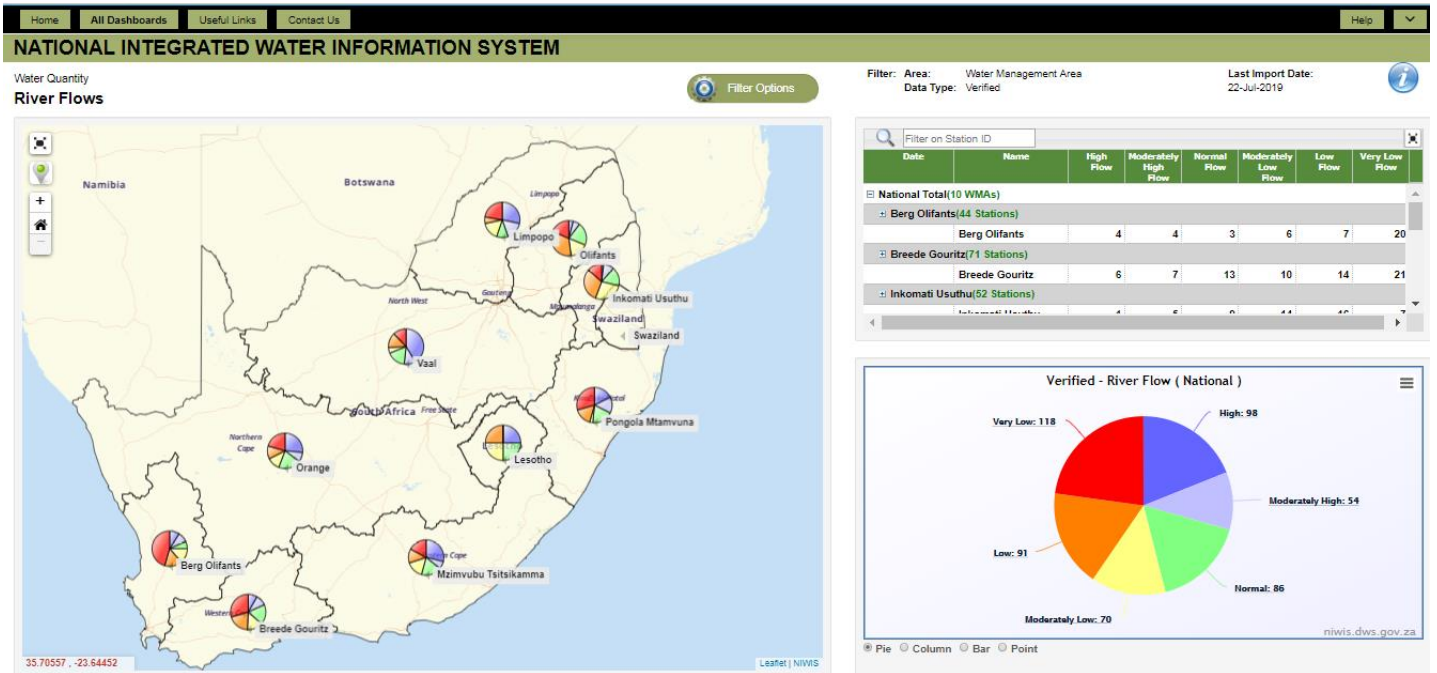 Home All Dashboards Useful Links Contact Us Help
NATIONAL INTEGRATED WATER INFORMATION SYSTEM
Water Quantity
River Flows
Filter Options
Filter: Area: Water Management Area
Data Type: Verified
Last Import Date:
22-Jul-2019
Namibia
Botswana
Limpopo
Limpopo
Olifants
North West
Gauteng
Inkomati Usuthu
Swaziland
Swaziland
Vaal
South Africa
Free State
Pongola Mtamvuna
Northern
Cape
Orange
Lesotho
Berg Olifants
Cape
Mzimvubu Tsitsikamma
Breede Gouritz
35.70557 , -23.64452
Leaflet | NIWIS
Filter on Station ID
Date Name High Flow Moderately High Flow Normal Flow Moderately Low Flow Low Flow Very Low Flow
National Total(10 WMAs)
Berg Olifants(44 Stations)
Berg Olifants 4 4 3 6 7 20
Breede Gouritz(71 Stations)
Breede Gouritz 6 7 13 10 14 21
Inkomati Usuthu(52 Stations)
Verified - River Flow ( National )
High: 98
Very Low: 118
Moderately High: 54
Low: 91
Normal: 86
Moderately Low: 70
niwis.dws.gov.za
Pie Column Bar Point